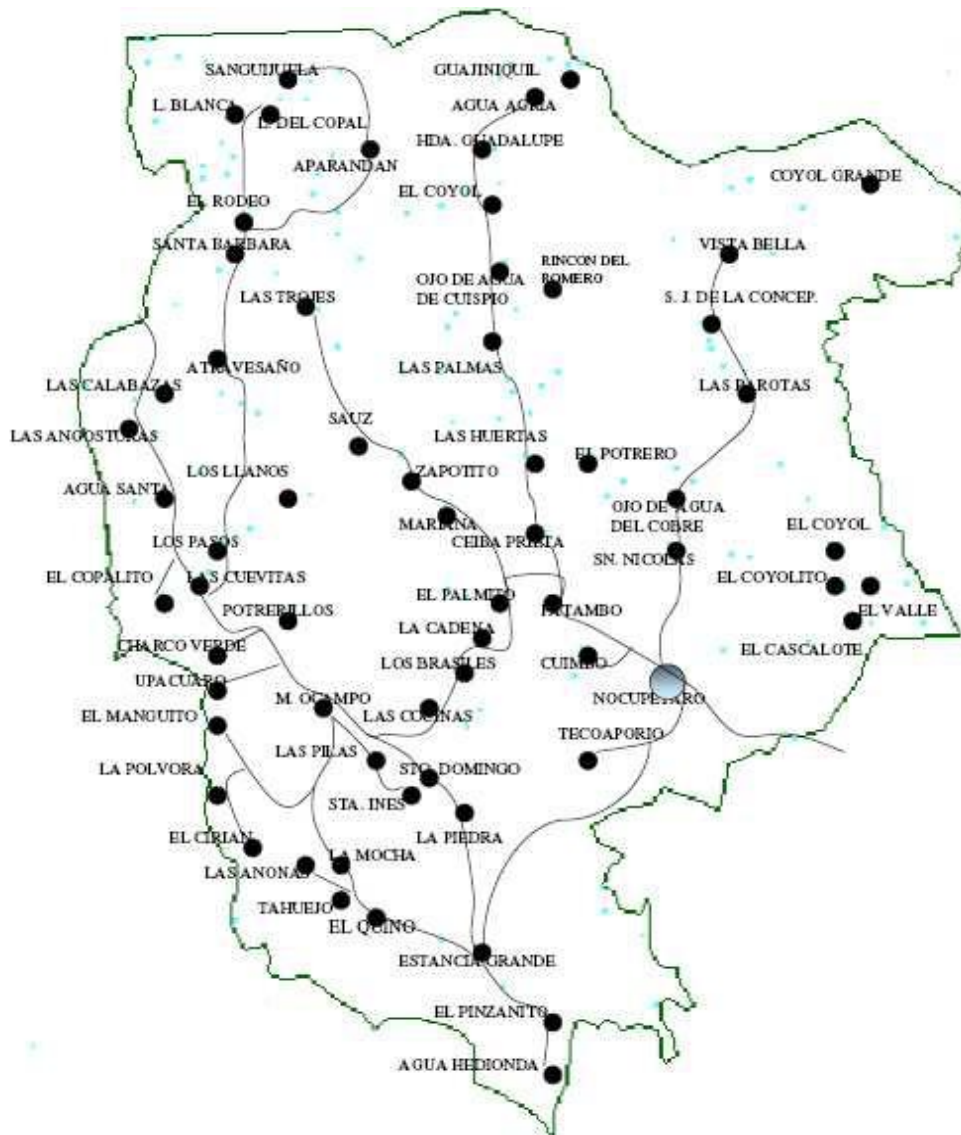 SANGUIJUELA
GUAJINIQUIL
L. BLANCA
AGUA AGRIA
L. DEL COPAL
HDA. GUADALUPE
APARANDAN
COYOL GRANDE
EL RODEO
EL COYOL
SANTA BARBARA
VISTA BELLA
RINCON DEL
ROMERO
OJO DE AGUA
DE CUISPIO
LAS TROJES
S. J. DE LA CONCEP.
ATRAVESAÑO
LAS PALMAS
LAS CALABAZAS
LAS PAROTAS
LAS ANGOSTURAS
SAUZ
LAS HUERTAS
EL POTRERO
LOS LLANOS
ZAPOTITO
AGUA SANTA
OJO DE AGUA
DEL COBRE
MARIANA
EL COYOL
LOS PASOS
CEIBA PRIETA
SN. NICOLAS
EL COPALITO
LAS CUEVITAS
EL COYOLITO
EL PALMITO
PATAMBO
EL VALLE
POTRERILLOS
LA CADENA
CHARCO VERDE
EL CASCALOTE
LOS BRASILES
CUIMBO
UPACUARO
M. OCAMPO
NOCUPETARO
EL MANGUITO
LAS COCINAS
TECOAPORIO
LAS PILAS
LA POLVORA
STO. DOMINGO
STA. INES
LA PIEDRA
EL CIRIAN
LA MOCHA
LAS ANONAS
TAHUEJO
EL QUIÑO
ESTANCIA GRANDE
EL PINZANITO
AGUA HEDIONDA